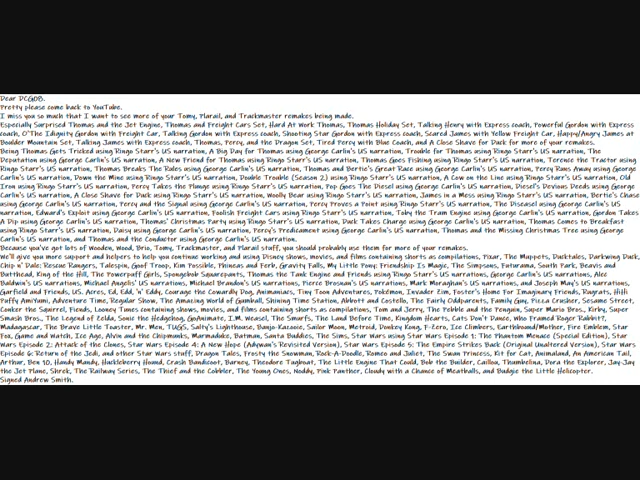 Dear DCGOB.
Pretty please come back to YouTube.
I miss you so much that I want to see more of your Tomy, Plarail, and Trackmaster remakes being made.
Especially Surprised Thomas and the Jet Engine, Thomas and Freight Cars Set, Hard At Work Thomas, Thomas Holiday Set, Talking Henry with Express coach, Powerful Gordon with Express
coach, O"The Idignity Gordon with Freight Car, Talking Gordon with Express coach, Shooting Star Gordon with Express coach, Scared James with Yellow Freight Car, Happy/Angry James at
Boulder Mountain Set, Talking James with Express coach, Thomas, Percy, and the Dragon Set, Tired Percy with Blue Coach, and A Close Shave for Duck for more of your remakes.
Being Thomas Gets Tricked using Ringo Starr's US narration, A Big Day for Thomas using George Carlin's US narration, Trouble for Thomas using Ringo Starr's US narration, The
Deputation using George Carlin's US narration, A New Friend for Thomas using Ringo Starr's US narration, Thomas Goes Fishing using Ringo Starr's US narration, Terence the Tractor using
Ringo Starr's US narration, Thomas Breaks The Rules using George Carlin's US narration, Thomas and Bertie's Great Race using George Carlin's US narration, Percy Runs Away using George
Carlin's US narration, Down the Mine using Ringo Starr's US narration, Double Trouble (Season 2) using Ringo Starr's US narration, A Cow on the Line using Ringo Starr's US narration, Old
Iron using Ringo Starr's US narration, Percy Takes the Plunge using Ringo Starr's US narration, Pop Goes The Diesel using George Carlin's US narration, Diesel's Devious Deeds using George
Carlin's US narration, A Close Shave for Duck using Ringo Starr's US narration, Woolly Bear using Ringo Starr's US narration, James in a Mess using Ringo Starr's US narration, Bertie's Chase
using George Carlin's US narration, Percy and the Signal using George Carlin's US narration, Percy Proves a Point using Ringo Starr's US narration, The Diseasel using George Carlin's US
narration, Edward's Exploit using George Carlin's US narration, Foolish Freight Cars using Ringo Starr's US narration, Toby the Tram Engine using George Carlin's US narration, Gordon Takes
A Dip using George Carlin's US narration, Thomas' Christmas Party using Ringo Starr's US narration, Duck Takes Charge using George Carlin's US narration, Thomas Comes to Breakfast
using Ringo Starr's US narration, Daisy using George Carlin's US narration, Percy's Predicament using George Carlin's US narration, Thomas and the Missing Christmas Tree using George
Carlin's US narration, and Thomas and the Conductor using George Carlin's US narration.
Because you've got lots of Wooden, Wood, Brio, Tomy, Trackmaster, and Plarail stuff, you should probably use them for more of your remakes.
We'll give you more support and helpers to help you continue working and using Disney shows, movies, and films containing shorts as compilations, Pixar, The Muppets, Ducktales, Darkwing Duck,
Chip n' Dale: Rescue Rangers, Talespin, Goof Troop, Kim Possible, Phineas and Ferb, Gravity Falls, My Little Pony: Friendship Is Magic, The Simpsons, Futurama, South Park, Beavis and
Butthead, King of the Hill, The Powerpuff Girls, Spongebob Squarepants, Thomas the Tank Engine and Friends using Ringo Starr's US narrations, George Carlin's US narrations, Alec
Baldwin's US narrations, Michael Angelis' US narrations, Michael Brandon's US narrations, Pierce Brosnan's US narrations, Mark Moraghan's US narrations, and Joseph May's US narrations,
Garfield and Friends, US. Acres, Ed, Edd, 'n' Eddy, Courage the Cowardly Dog, Animaniacs, Tiny Toon Adventures, Pokémon, Invader Zim, Foster's Home For Imaginary Friends, Rugrats, HiHi
Puffy AmiYumi, Adventure Time, Regular Show, The Amazing World of Gumball, Shining Time Station, Abbott and Costello, The Fairly Oddparents, Family Guy, Pizza Crusher, Sesame Street,
Conker the Squirrel, Fiends, Looney Tunes containing shows, movies, and films containing shorts as compilations, Tom and Jerry, The Pebble and the Penguin, Super Mario Bros., Kirby Super
Smash Bros., The Legend of Zelda, Sonic the Hedgehog, GoAnimate, I.M. Weasel, The Smurfs, The Land Before Time, Kingdom Hearts, Cats Don't Dance, Who Framed Roger Rabbit?,
Madagascar, The Brave Little Toaster, Mr. Men, TUGS, Salty's Lighthouse, Banjo-Kazooie, Sailor Moon, Metroid, Donkey Kong, F-Zero, Ice Climbers, Earthbound/Mother, Fire Emblem, Star
Fox, Game and Watch, Ice Age, Alvin and the Chipmunks, Marmaduke, Batman, Santa Buddies, The Sims, Star Wars using Star Wars Episode 1: The Phantom Menace (Special Edition), Star
Wars Episode 2: Attack of the Clones, Star Wars Episode 4: A New Hope (Adywan's Revisited Version), Star Wars Episode 5: The Empire Strikes Back (Original Unaltered Version), Star Wars
Episode 6: Return of the Jedi, and other Star Wars stuff, Dragon Tales, Frosty the Snowman, Rock-A-Doodle, Romeo and Juliet, The Swan Princess, Kit for Cat, Animaland, An American Tail,
Arthur, Ben 10, Handy Mandy, Huckleberry Hound, Crash Bandicoot, Barney, Theodore Tugboat, The Little Engine That Could, Bob the Builder, Caillou, Thumbelina, Dora the Explorer, Jay-Jay
the Jet Plane, Shrek, The Railway Series, The Thief and the Cobbler, The Young Ones, Noddy, Pink Panther, Cloudy with a Chance of Meatballs, and Budgie the Little Helicopter.
Signed Andrew Smith.